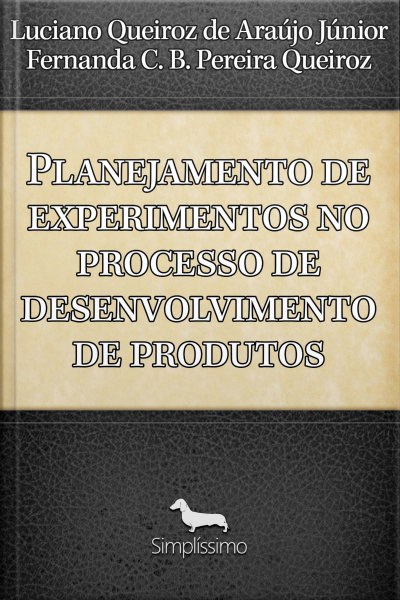 Luciano Queiroz de Araújo Júnior
Fernanda C. B. Pereira Queiroz
PLANEJAMENTO DE
EXPERIMENTOS NO
PROCESSO DE
DESENVOLVIMENTO
DE PRODUTOS
Simplíssimo